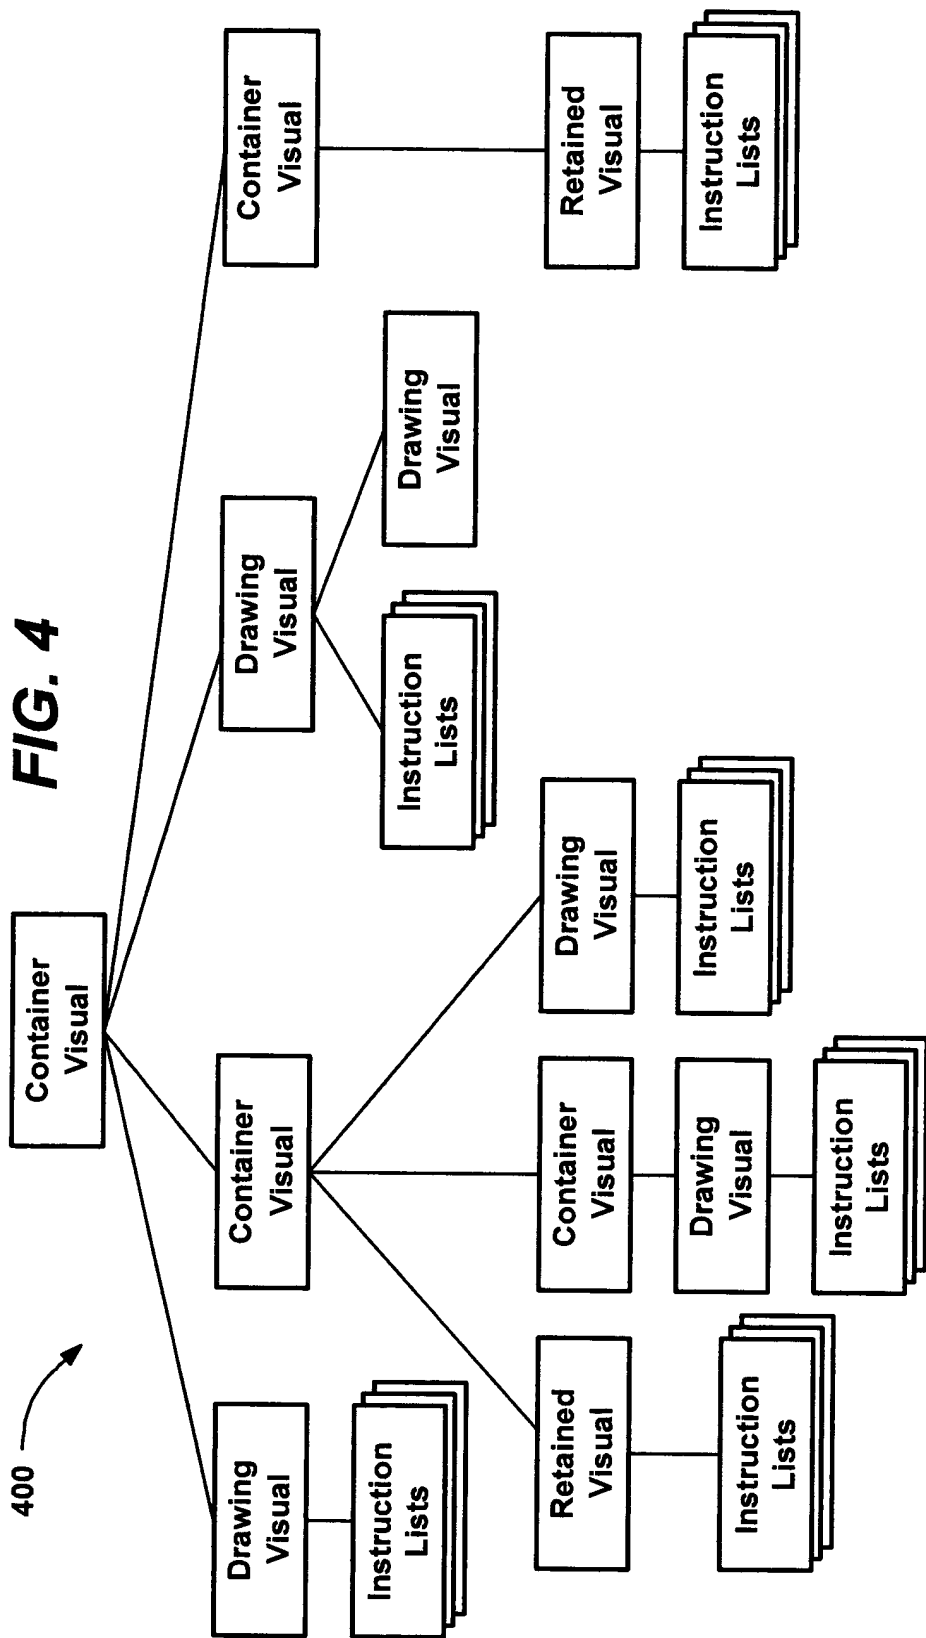 FIG. 4
400
Container
Visual
Drawing
Visual
Container
Visual
Drawing
Visual
Container
Visual
Instruction
Lists
Instruction
Lists
Drawing
Visual
Retained
Visual
Container
Visual
Drawing
Visual
Retained
Visual
Instruction
Lists
Drawing
Visual
Instruction
Lists
Instruction
Lists
Instruction
Lists